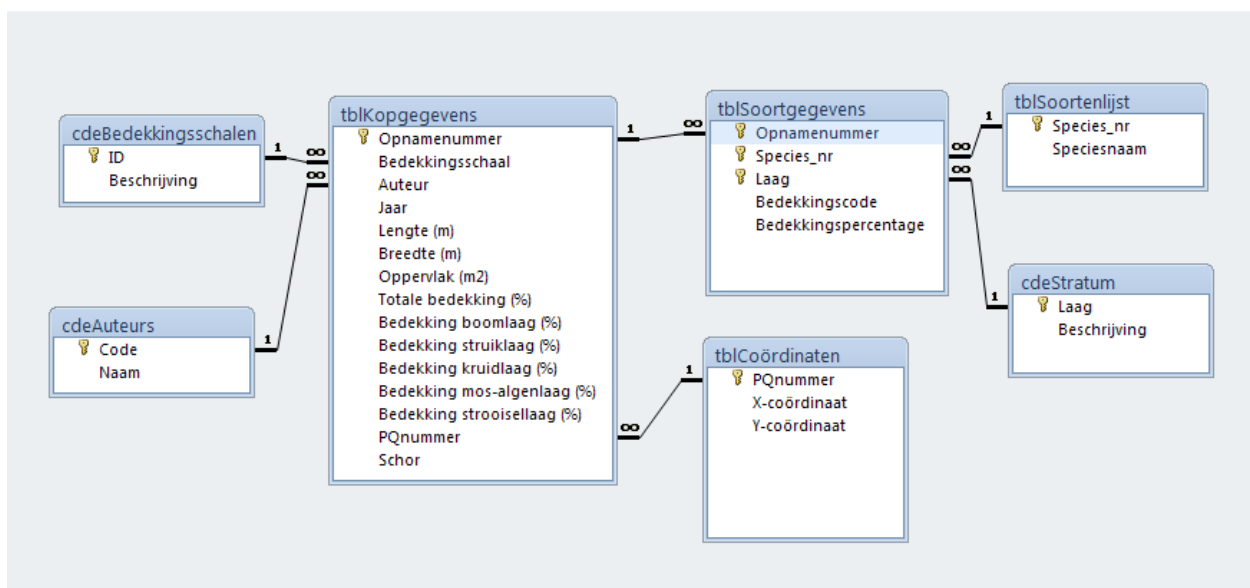 cdeBedekkingsschalen
ID
Beschrijving
1
∞
∞
cdeAuteurs
Code
Naam
1
tblKopgegevens
Opnamenummer
Bedekkingsschaal
Auteur
Jaar
Lengte (m)
Breedte (m)
Oppervlak (m2)
Totale bedekking (%)
Bedekking boomlaag (%)
Bedekking struiklaag (%)
Bedekking kruidlaag (%)
Bedekking mos-algenlaag (%)
Bedekking strooisellaag (%)
PQnummer
Schor
1
∞
∞
1
tblSoortgegevens
Opnamenummer
Species_nr
Laag
Bedekkingscode
Bedekkingspercentage
∞
∞
1
1
tblCoördinaten
PQnummer
X-coördinaat
Y-coördinaat
tblSoortenlijst
Species_nr
Speciesnaam
cdeStratum
Laag
Beschrijving